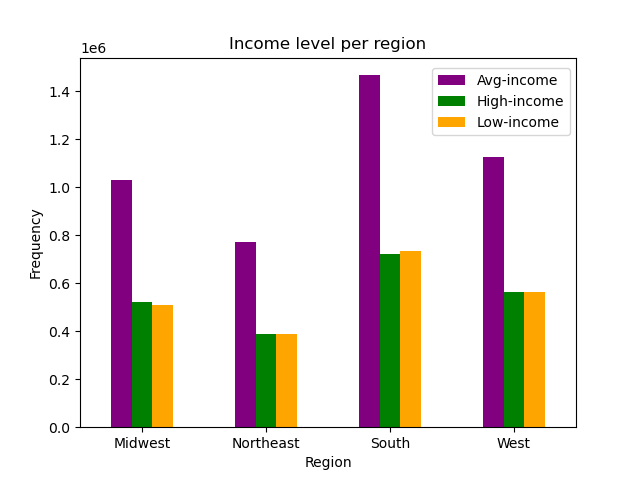 Income level per region
1e6
Avg-income
High-income
Low-income
1.4
1.2
1.0
0.8
0.6
0.4
0.2
0.0
Frequency
Midwest Northeast South West
Region